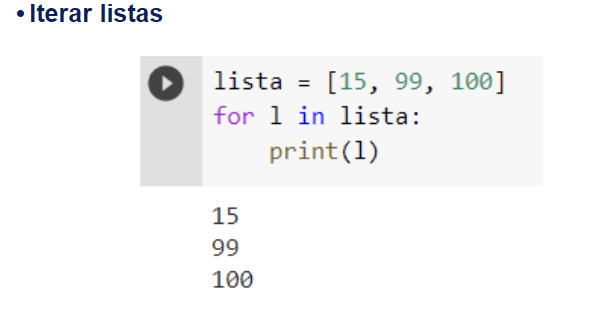 • Iterar listas
lista = [15, 99, 100]
for l in lista:
    print(l)
15
99
100